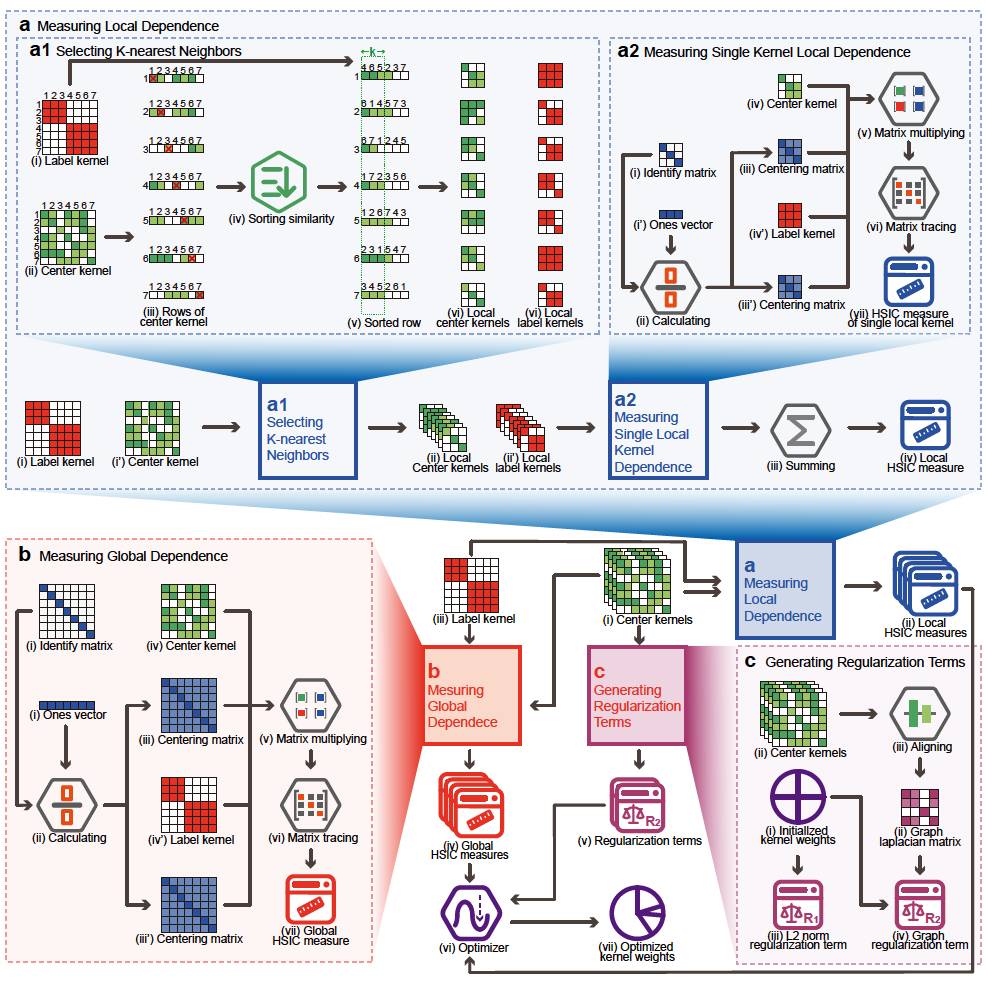 a Measuring Local Dependence
a1 Selecting K-nearest Neighbors
1 2 3 4 5 6 7
1
2
3
4
5
6
7
(i) Label kernel
1
2
3
4
5
6
7
(ii) Center kernel
1 2 3 4 5 6 7
1
1 2 3 4 5 6 7
2
1 2 3 4 5 6 7
3
1 2 3 4 5 6 7
4
1 2 3 4 5 6 7
5
1 2 3 4 5 6 7
6
1 2 3 4 5 6 7
7
(iii) Rows of
center kernel
(iv) Sorting similarity
k
4 6 5 2 3 7
1
6 1 4 5 7 3
2
6 7 1 2 4 5
3
1 7 2 3 5 6
4
1 2 6 7 4 3
5
2 3 1 5 4 7
6
3 4 5 2 6 1
7
(v) Sorted row
(vi) Local
center kernels
(vi) Local
label kernels
a2 Measuring Single Kernel Local Dependence
(i) Identify matrix
(i') Ones vector
(ii) Calculating
(iv) Center kernel
(iii) Centering matrix
(iv') Label kernel
(iii') Centering matrix
(v) Matrix multiplying
(vi) Matrix tracing
(vii) HSIC measure
of single local kernel
(i) Label kernel
(i') Center kernel
a1
Selecting
K-nearest
Neighbors
(ii) Local
Center kernels
(ii') Local
label kernels
a2
Measuring
Single Local
Kernel
Dependence
(iii) Summing
(iv) Local
HSIC measure
b Measuring Global Dependence
(i) Identify matrix
(i) Ones vector
(ii) Calculating
(iv) Center kernel
(iii) Centering matrix
(iv') Label kernel
(iii') Centering matrix
(v) Matrix multiplying
(vi) Matrix tracing
(vii) Global
HSIC measure
(iii) Label kernel
(i) Center kernels
a
Measuring
Local
Dependence
(ii) Local
HSIC measures
b
Mesuring
Global
Dependece
c
Generating
Regularization
Terms
(iv) Global
HSIC measures
R2
(v) Regularization terms
(vi) Optimizer
(vii) Optimized
kernel weights
c Generating Regularization Terms
(ii) Center kernels
(iii) Aligning
(i) Initialized
kernel weights
(ii) Graph
laplacian matrix
R1
(iii) L2 norm
regularization term
R2
(iv) Graph
regularization term